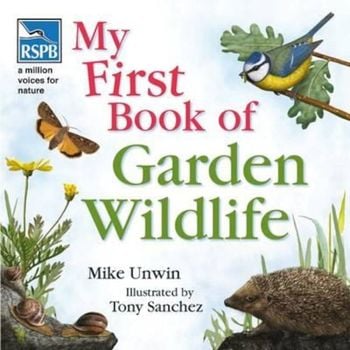 RSPB
a million
voices for
nature
My
First
Book of
Garden
Wildlife
Mike Unwin
Illustrated by
Tony Sanchez